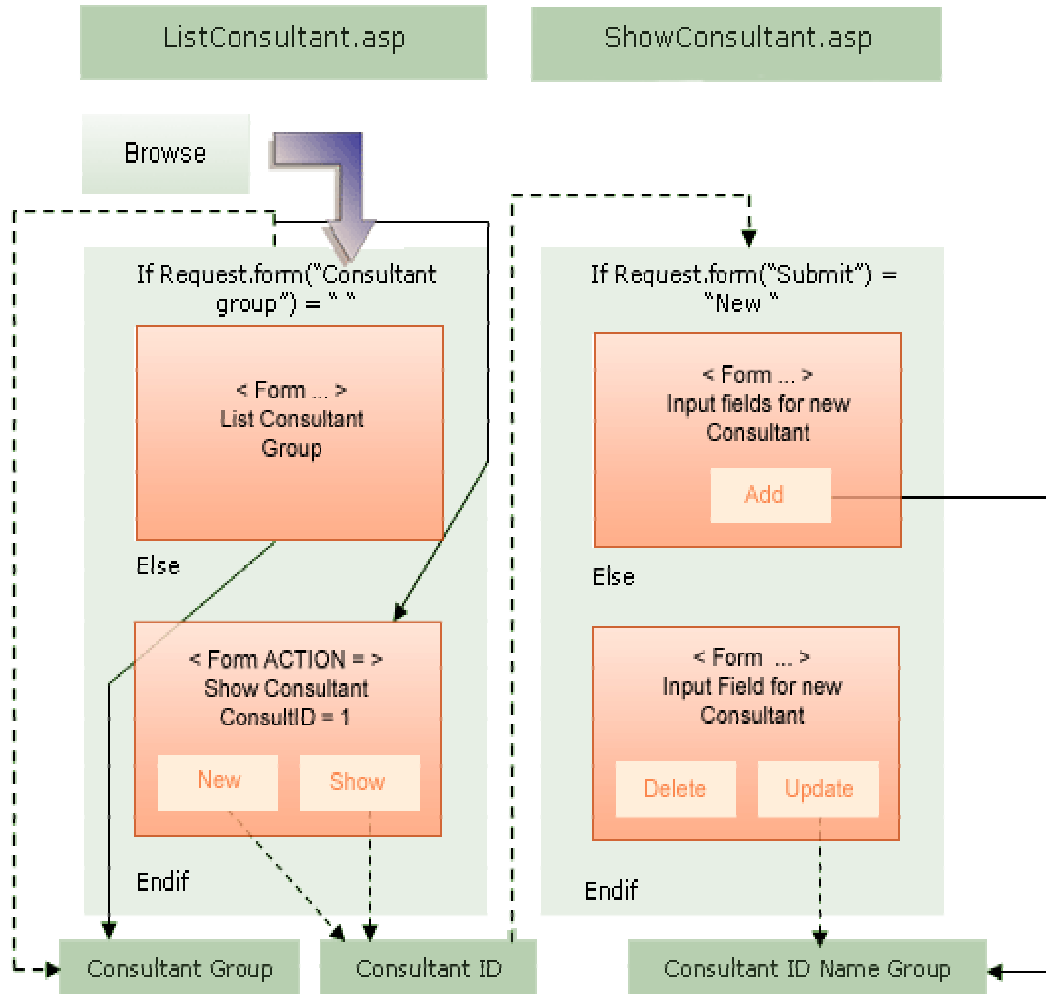 ListConsultant.asp
ShowConsultant.asp
Browse
If Request.form(“Consultant
group”) = “ “
< Form ... >
List Consultant
Group
Else
< Form ACTION = >
Show Consultant
ConsultID = 1
New
Show
Endif
If Request.form(“Submit”) =
“New “
< Form ... >
Input fields for new
Consultant
Add
Else
< Form ... >
Input Field for new
Consultant
Delete
Update
Endif
Consultant Group
Consultant ID
Consultant ID Name Group